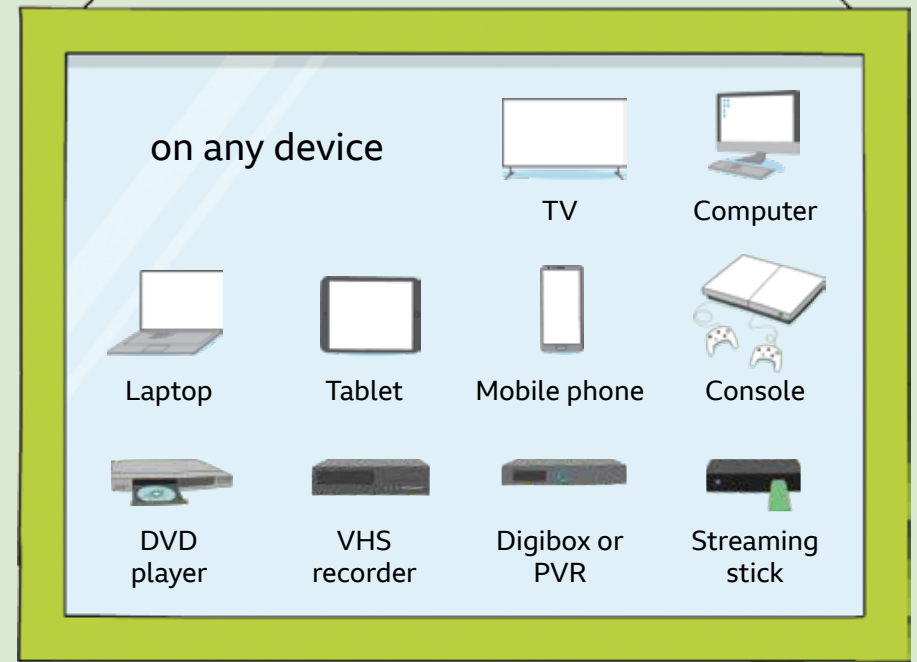 on any device
TV
Computer
Laptop
Tablet
Mobile phone
Console
DVD
player
VHS
recorder
Digibox or
PVR
Streaming
stick